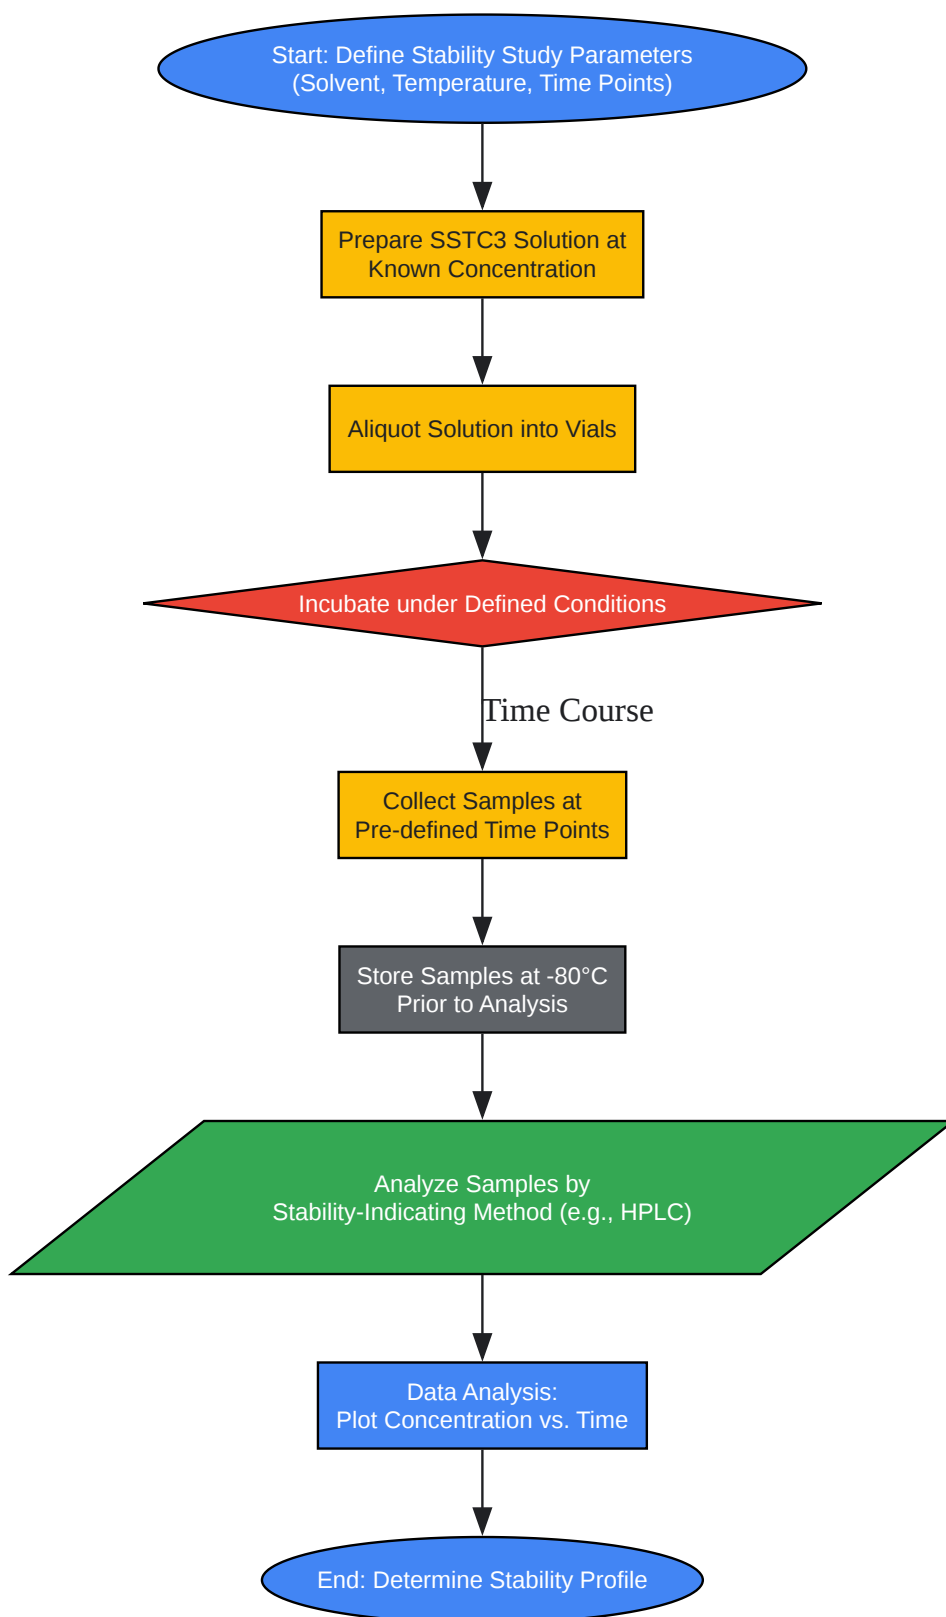 Start: Define Stability Study Parameters
(Solvent, Temperature, Time Points)
Prepare SSTC3 Solution at
Known Concentration
Aliquot Solution into Vials
Incubate under Defined Conditions
Time Course
Collect Samples at
Pre-defined Time Points
Store Samples at -80°C
Prior to Analysis
Analyze Samples by
Stability-Indicating Method (e.g., HPLC)
Data Analysis:
Plot Concentration vs. Time
End: Determine Stability Profile